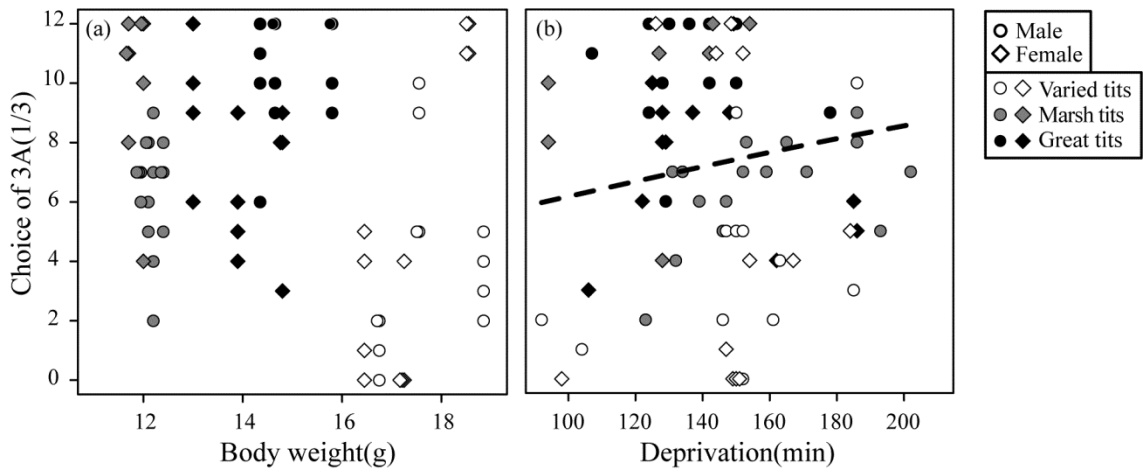 (a)
(b)
Choice of 3A(1/3)
12
10
8
6
4
2
0
12
14
16
18
Body weight(g)
100
120
140
160
180
200
Deprivation(min)
Male
Female
Varied tits
Marsh tits
Great tits